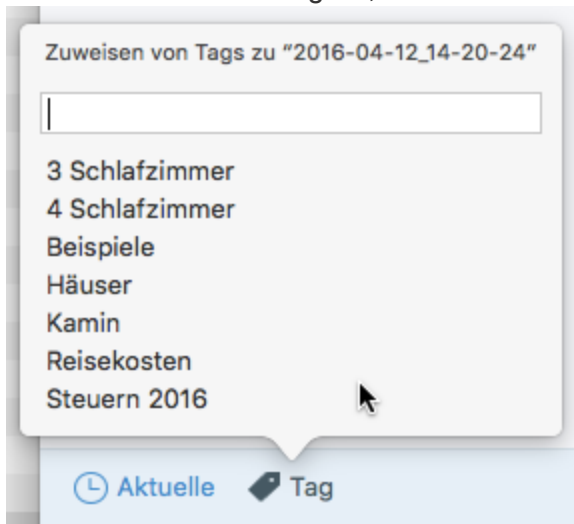 Zuweisen von Tags zu “2016-04-12_14-20-24”
3 Schlafzimmer
4 Schlafzimmer
Beispiele
Häuser
Kamin
Reisekosten
Steuern 2016
Aktuelle Tag